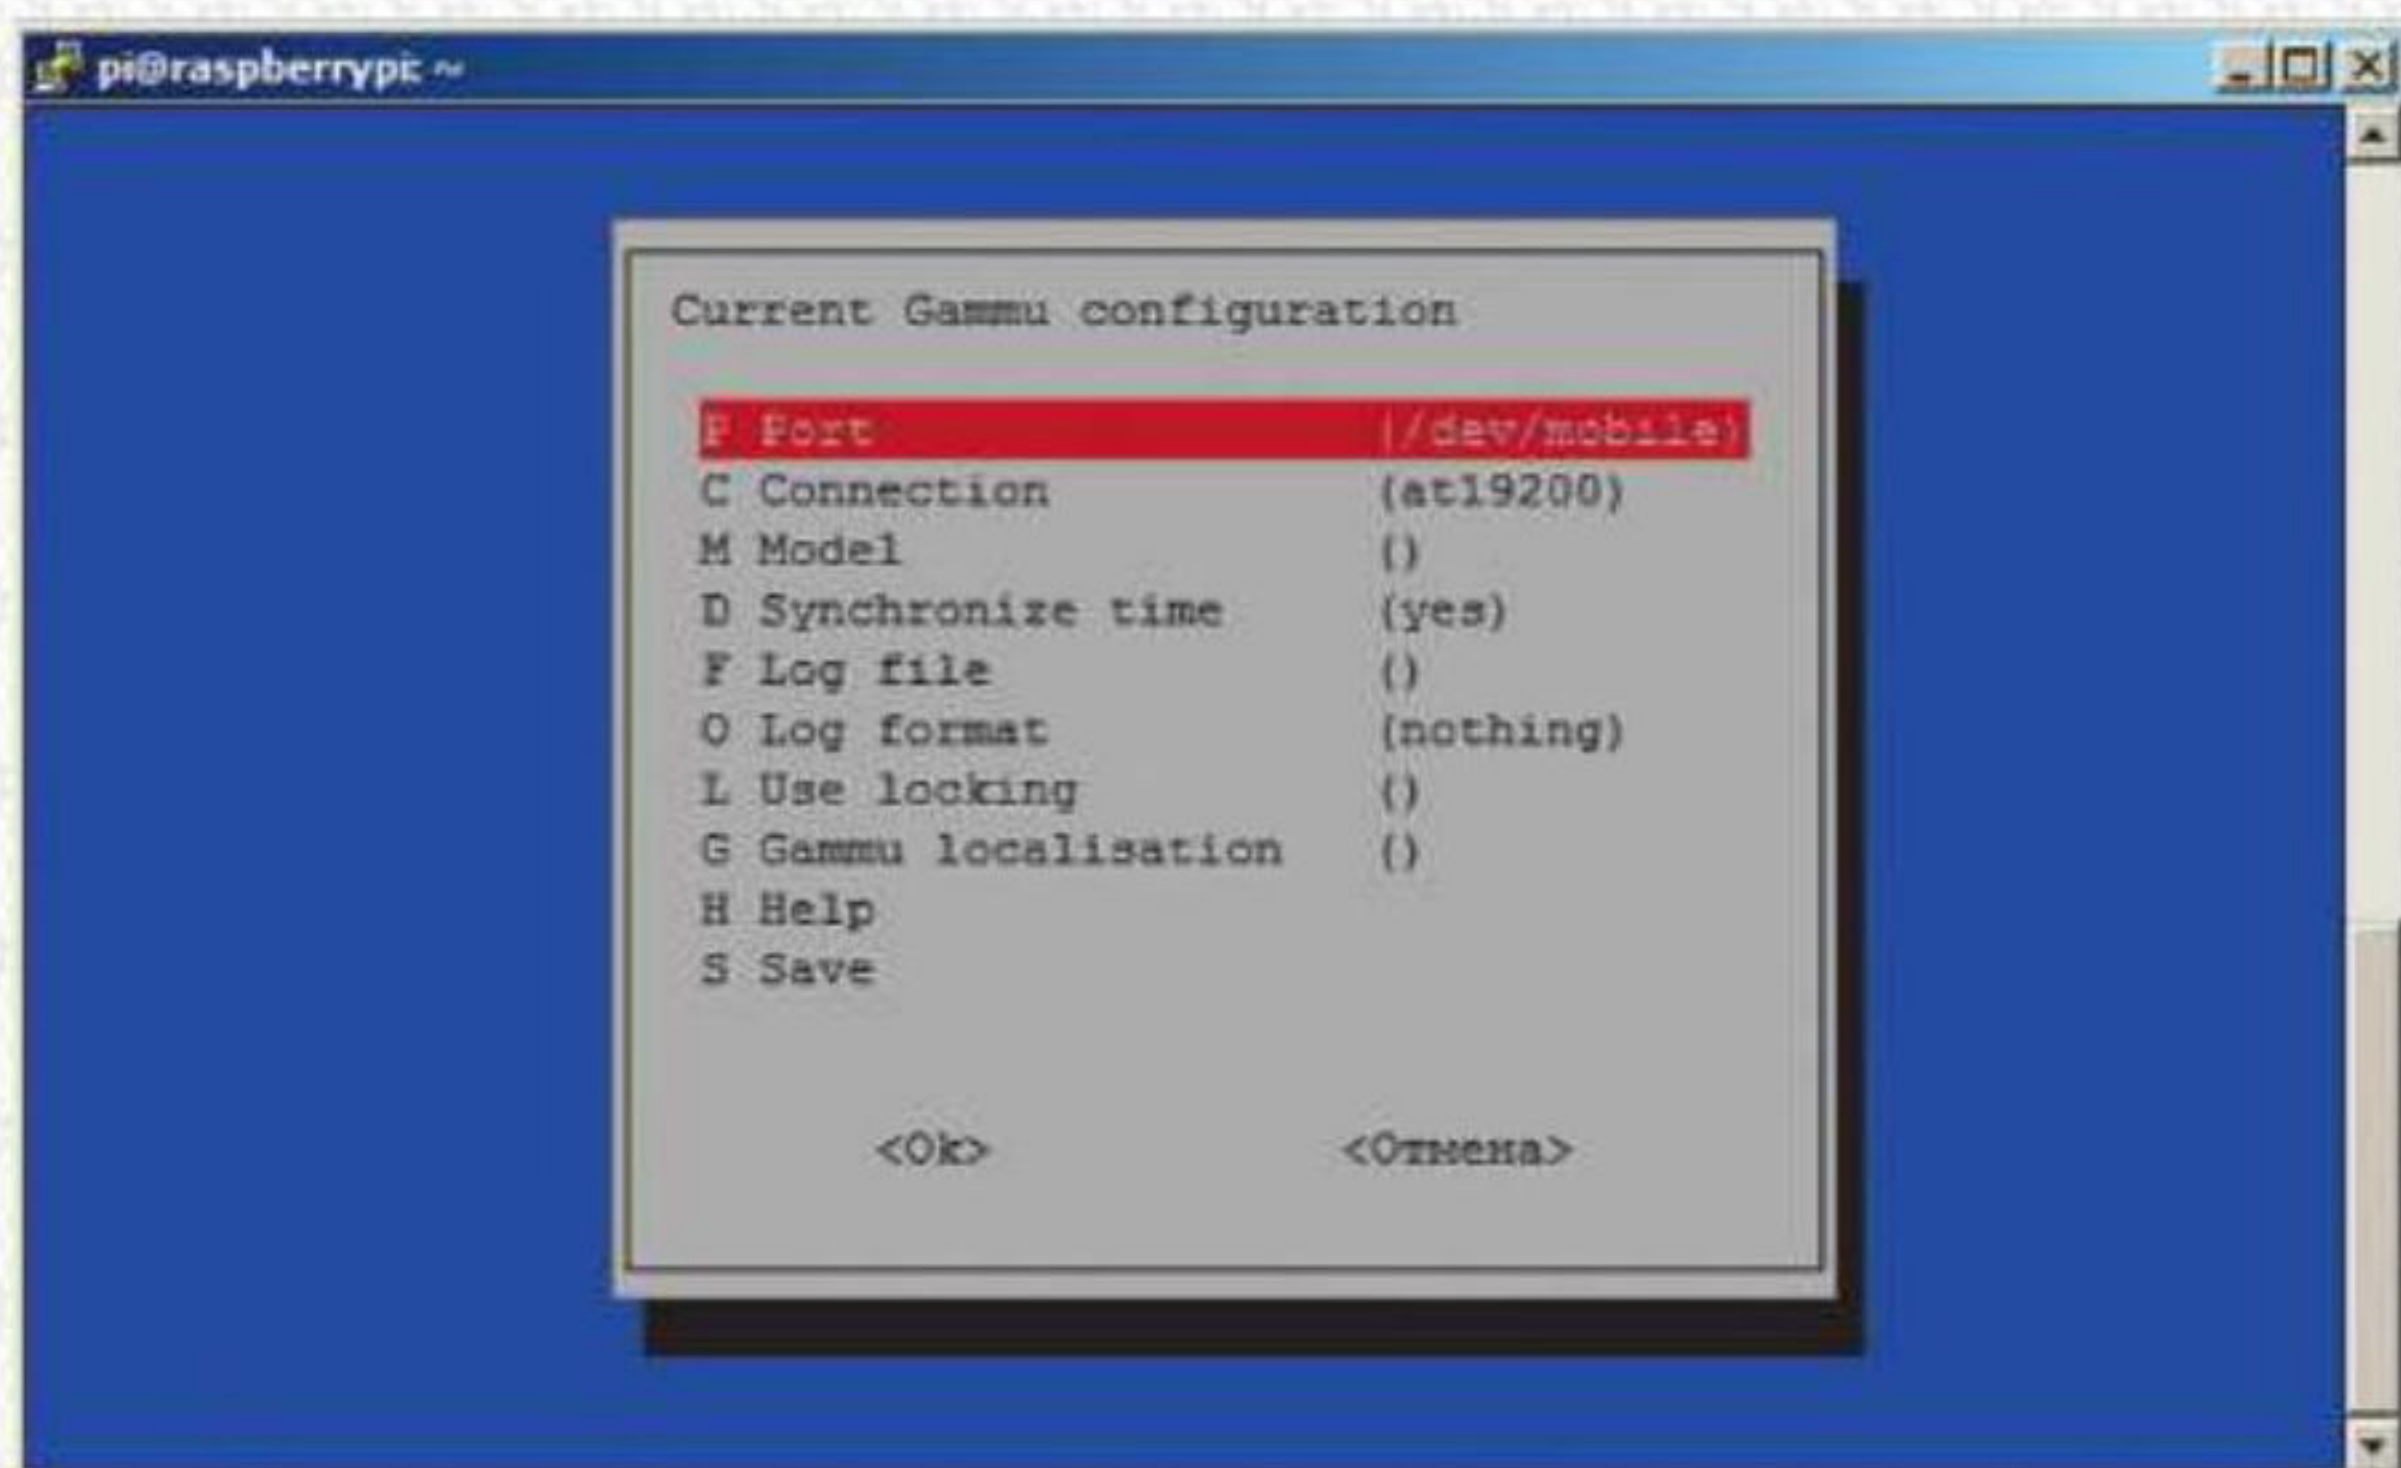 pi@raspberrypi: ~
Current Gammu configuration
P Port (/dev/mobile)
C Connection (at19200)
M Model ()
D Synchronize time (yes)
F Log file ()
O Log format (nothing)
L Use locking ()
G Gammu localisation ()
H Help
S Save
<Ok> <Отмена>